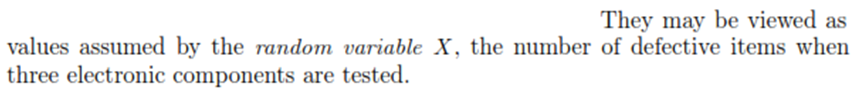 They may be viewed as
values assumed by the random variable X, the number of defective items when
three electronic components are tested.